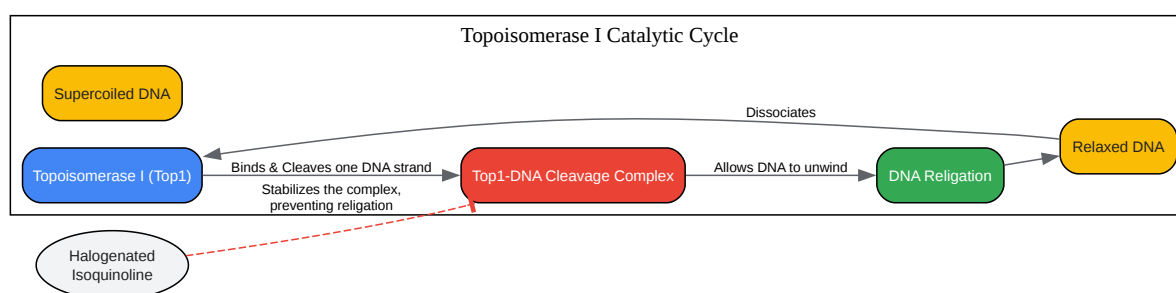 Topoisomerase I Catalytic Cycle
Supercoiled DNA
Dissociates
Relaxed DNA
Topoisomerase I (Top1)
Binds & Cleaves one DNA strand
Top1-DNA Cleavage Complex
Allows DNA to unwind
DNA Religation
Stabilizes the complex,
preventing religation
Halogenated
Isoquinoline